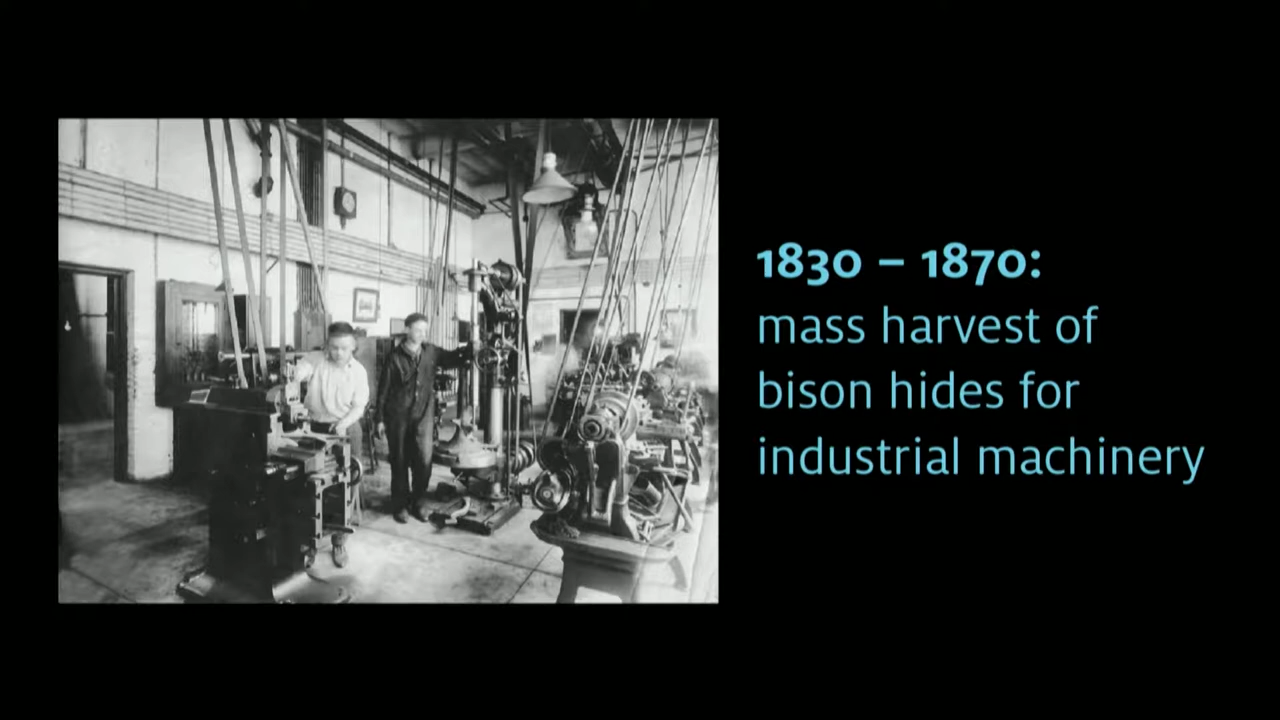 1830 – 1870:
mass harvest of
bison hides for
industrial machinery